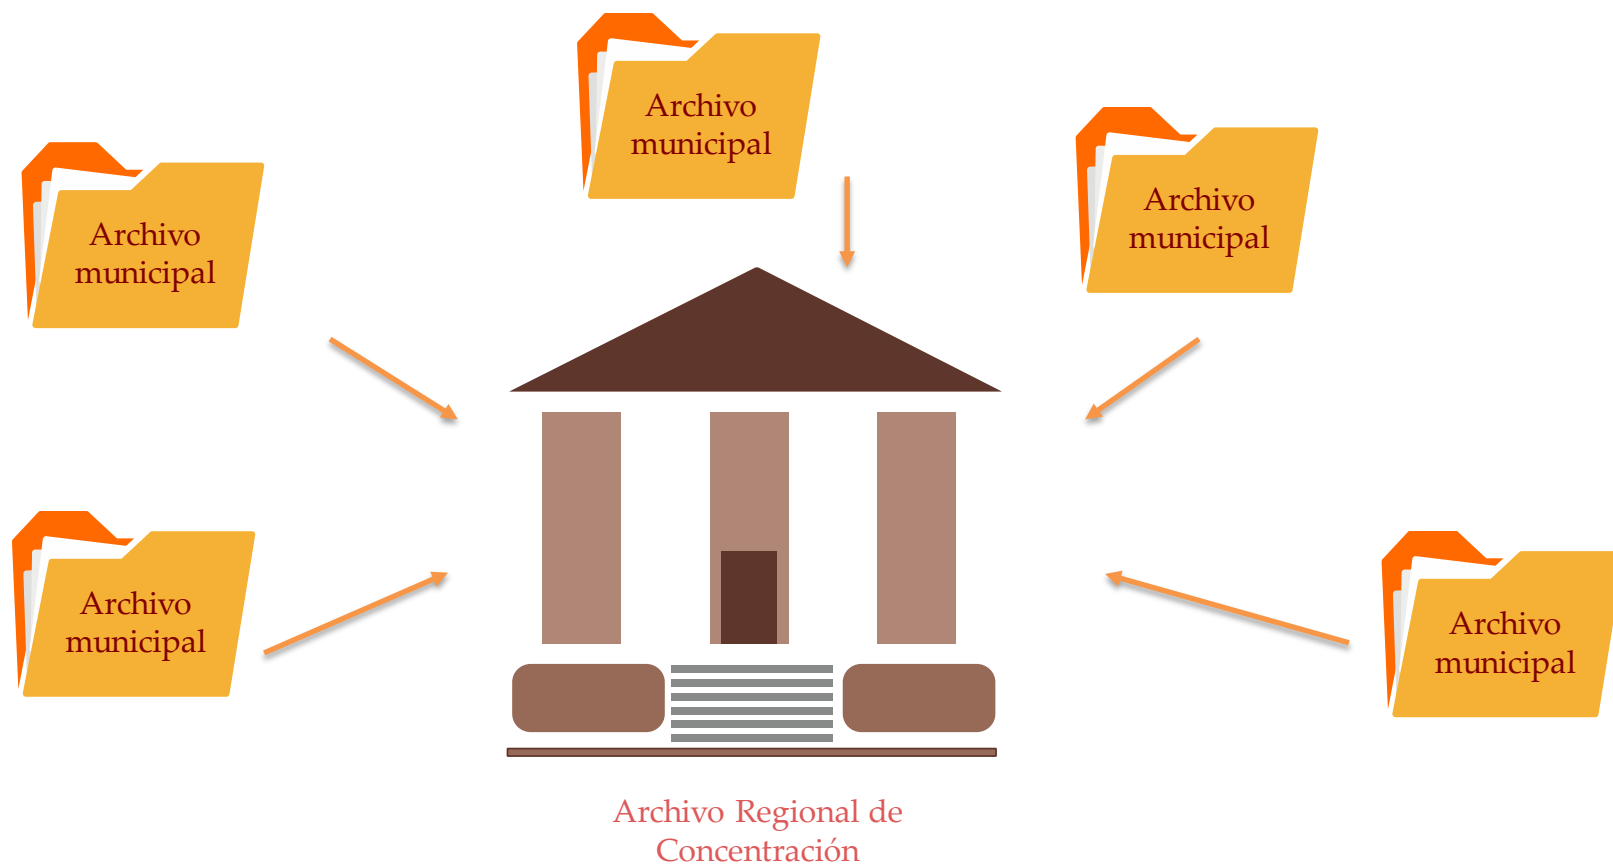 Archivo
municipal
Archivo
municipal
Archivo
municipal
Archivo
municipal
Archivo
municipal
Archivo Regional de
Concentración